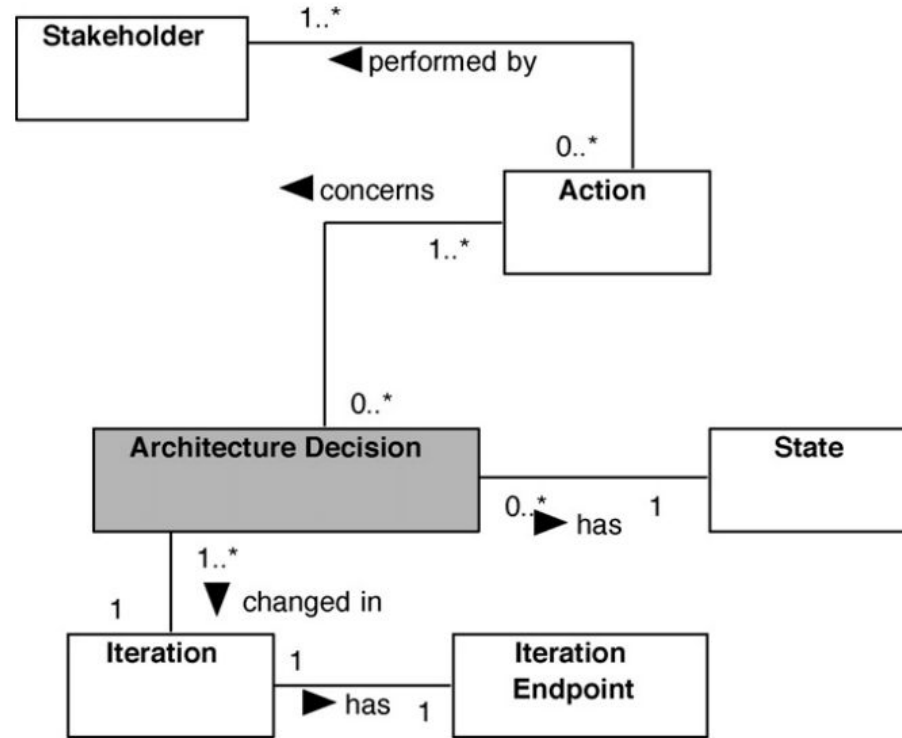 1..*
Stakeholder
performed by
0..*
concerns
Action
1..*
0..*
Architecture Decision
State
0..*
1
has
1..*
1
changed in
Iteration
1
Iteration
Endpoint
has
1